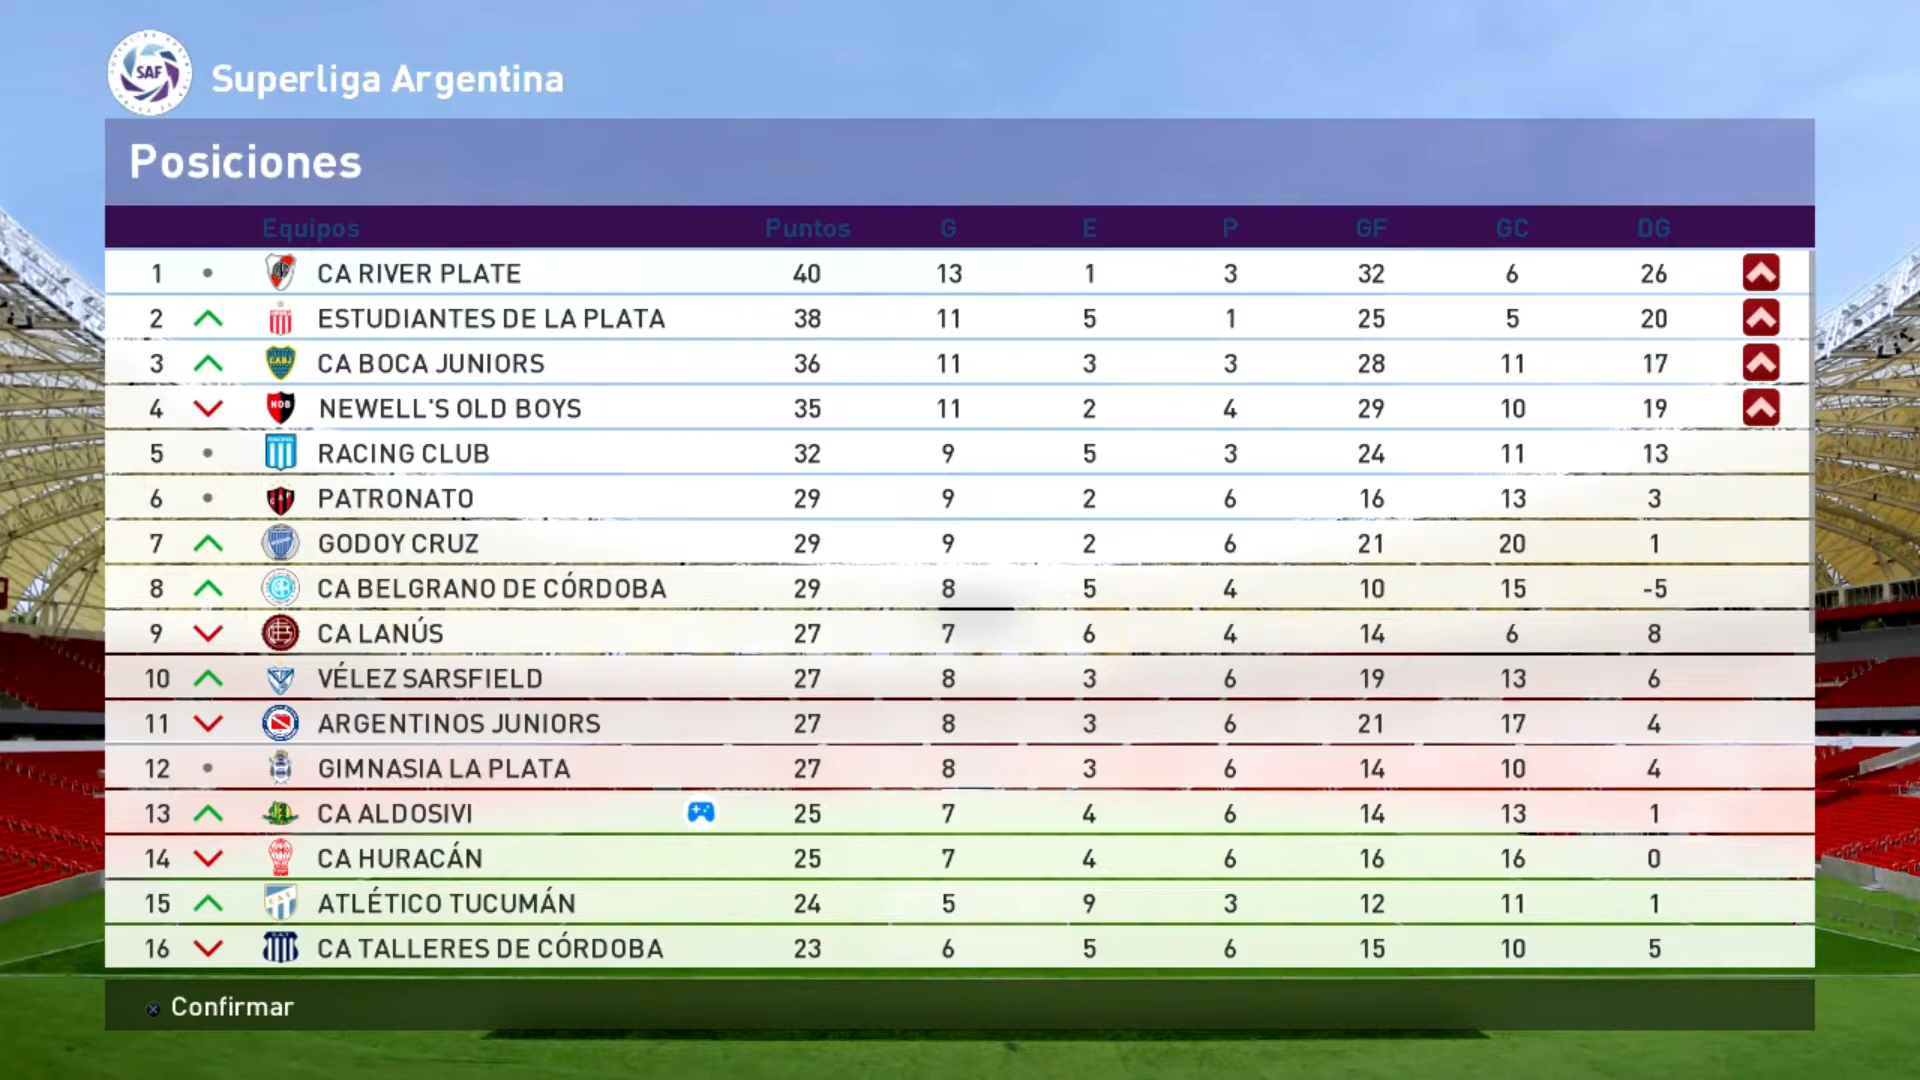 SAF Superliga Argentina
Posiciones
Equipos Puntos G E P GF GC DG
1 CA RIVER PLATE 40 13 1 3 32 6 26
2 ESTUDIANTES DE LA PLATA 38 11 5 1 25 5 20
3 CA BOCA JUNIORS 36 11 3 3 28 11 17
4 NEWELL'S OLD BOYS 35 11 2 4 29 10 19
5 RACING CLUB 32 9 5 3 24 11 13
6 PATRONATO 29 9 2 6 16 13 3
7 GODOY CRUZ 29 9 2 6 21 20 1
8 CA BELGRANO DE CÓRDOBA 29 8 5 4 10 15 -5
9 CA LANÚS 27 7 6 4 14 6 8
10 VÉLEZ SARSFIELD 27 8 3 6 19 13 6
11 ARGENTINOS JUNIORS 27 8 3 6 21 17 4
12 GIMNASIA LA PLATA 27 8 3 6 14 10 4
13 CA ALDOSIVI 25 7 4 6 14 13 1
14 CA HURACÁN 25 7 4 6 16 16 0
15 ATLÉTICO TUCUMÁN 24 5 9 3 12 11 1
16 CA TALLERES DE CÓRDOBA 23 6 5 6 15 10 5
Confirmar